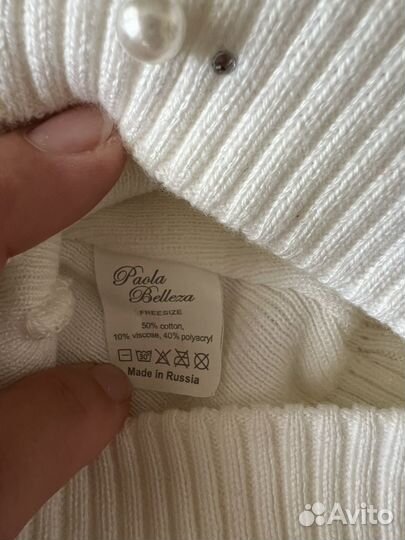 Paola
Belleza
FREESIZE
50% cotton,
10% viscose, 40% polyacryl
Made in Russia
Avito